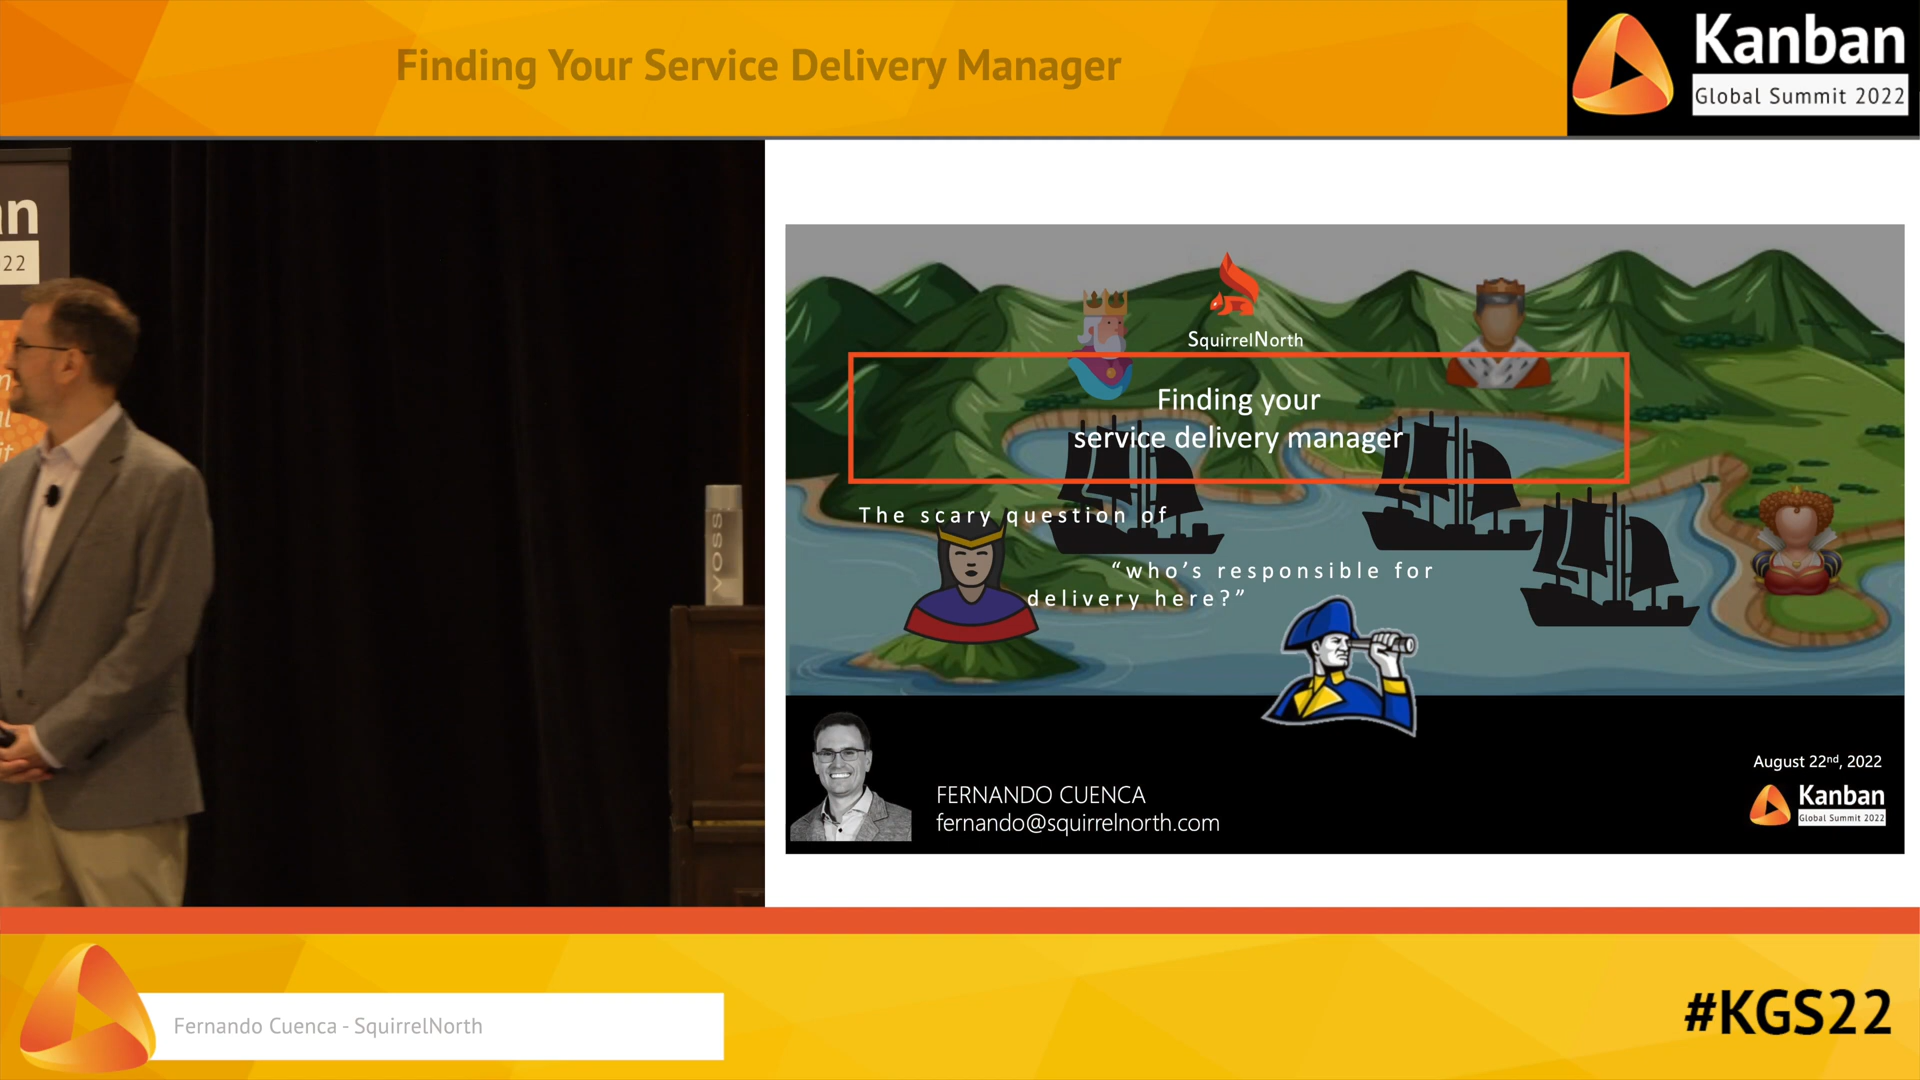 Finding Your Service Delivery Manager
Kanban
Global Summit 2022
an
22
n
l
it
VOSS
SquirrelNorth
Finding your
service delivery manager
The scary question of
“who’s responsible for
delivery here?”
FERNANDO CUENCA
fernando@squirrelnorth.com
August 22nd, 2022
Kanban
Global Summit 2022
Fernando Cuenca - SquirrelNorth
#KGS22